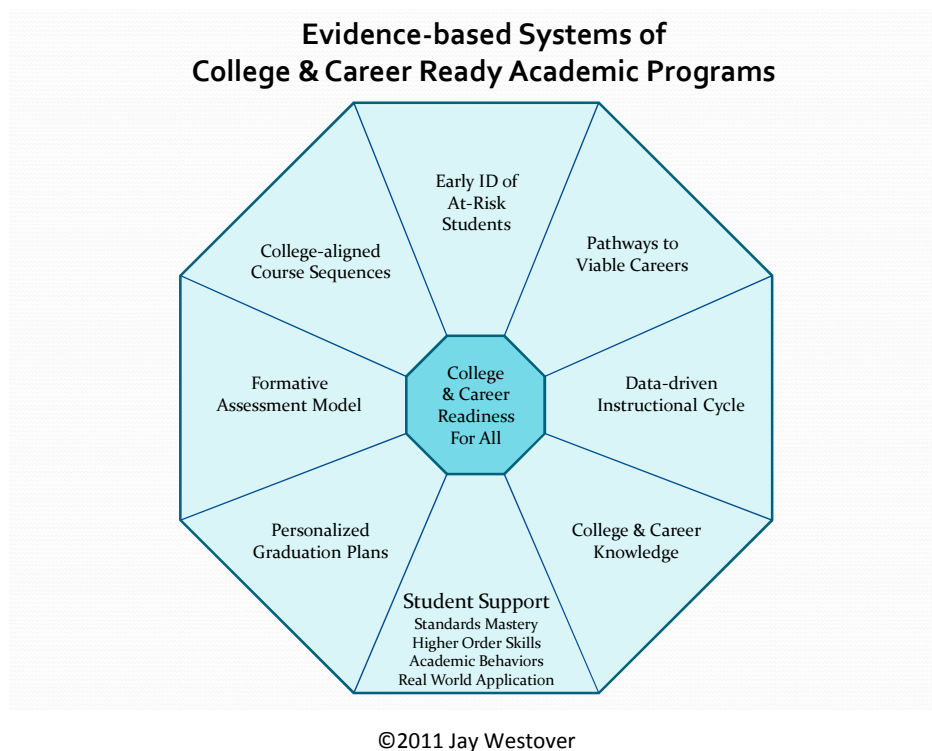 Evidence-based Systems of
College & Career Ready Academic Programs
Early ID of
At-Risk
Students
Pathways to
Viable Careers
College-aligned
Course Sequences
Formative
Assessment Model
College
& Career
Readiness
For All
Data-driven
Instructional Cycle
Personalized
Graduation Plans
College & Career
Knowledge
Student Support
Standards Mastery
Higher Order Skills
Academic Behaviors
Real World Application
©2011 Jay Westover